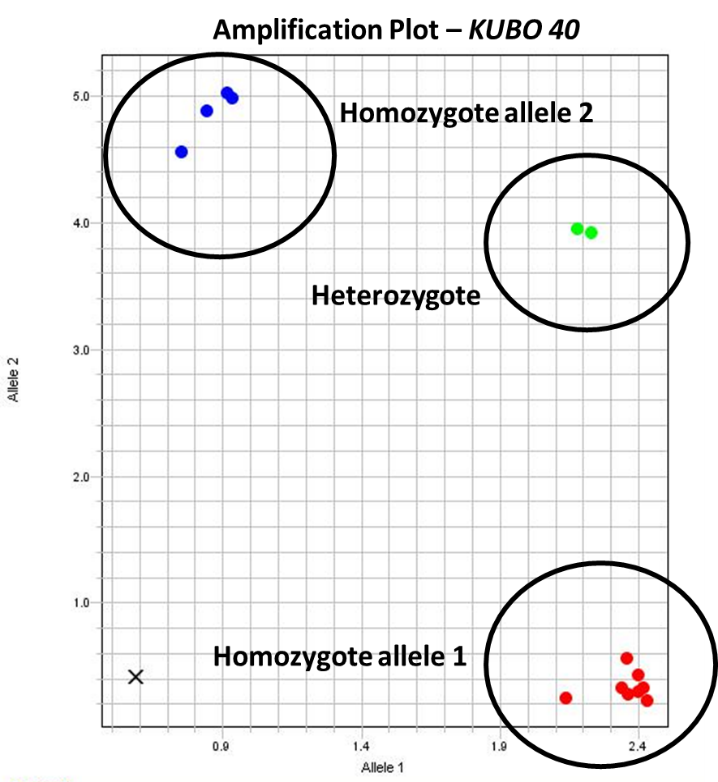 Amplification Plot – KUBO 40
5.0
Homozygote allele 2
4.0
Heterozygote
3.0
Allele 2
2.0
1.0
Homozygote allele 1
0.9 1.4 1.9 2.4
Allele 1